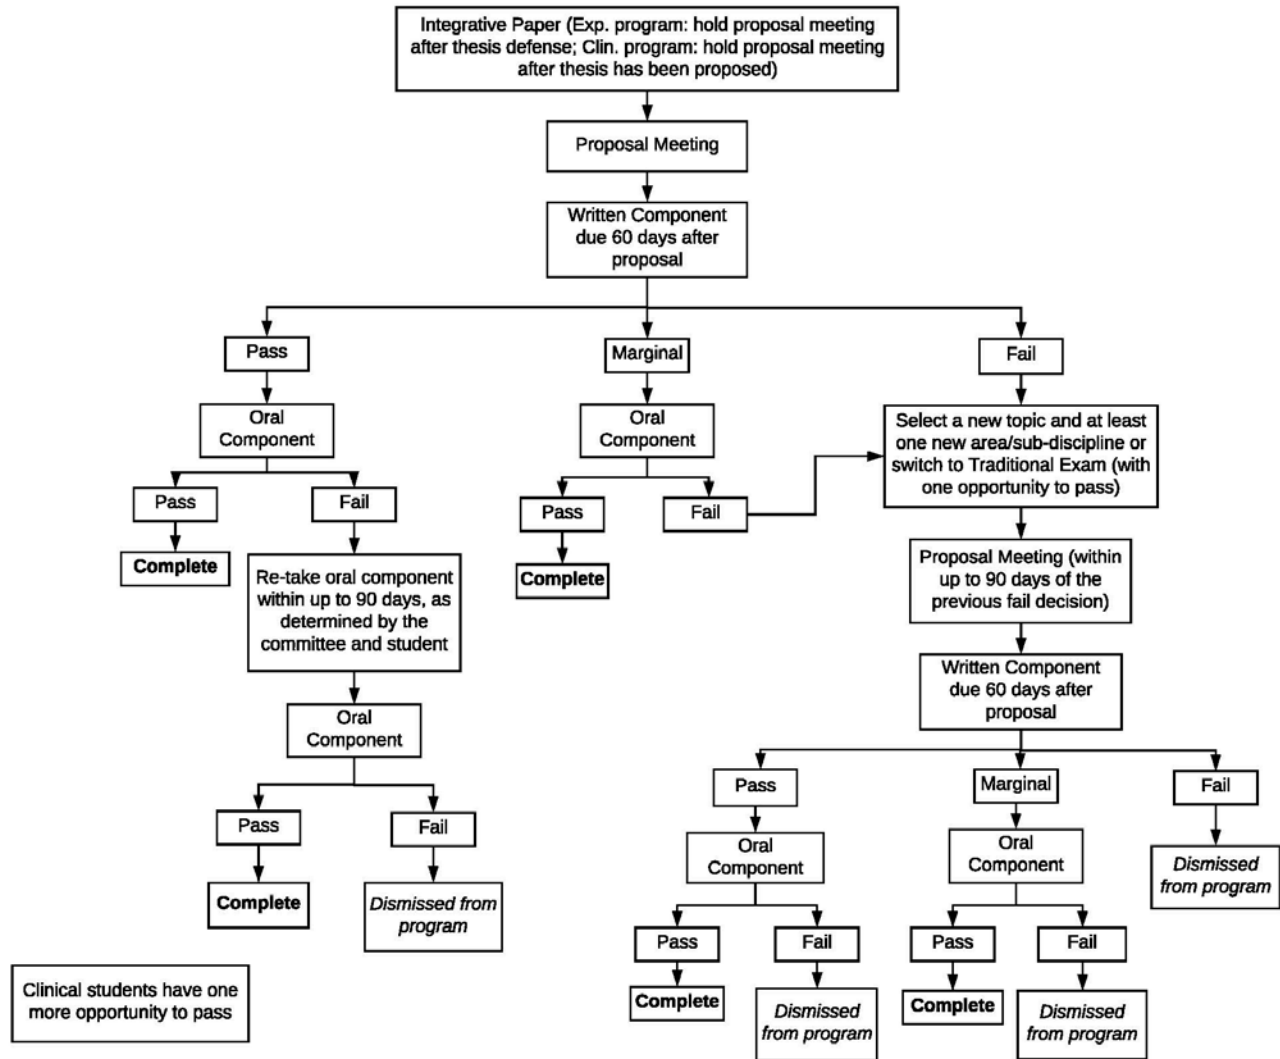 Integrative Paper (Exp. program: hold proposal meeting
after thesis defense; Clin. program: hold proposal meeting
after thesis has been proposed)
Proposal Meeting
Written Component
due 60 days after
proposal
Pass
Marginal
Fail
Oral
Component
Oral
Component
Select a new topic and at least
one new area/sub-discipline or
switch to Traditional Exam (with
one opportunity to pass)
Pass
Fail
Pass
Fail
Complete
Complete
Re-take oral component
within up to 90 days, as
determined by the
committee and student
Proposal Meeting (within
up to 90 days of the
previous fail decision)
Oral
Component
Written Component
due 60 days after
proposal
Pass
Fail
Pass
Marginal
Fail
Complete
Dismissed from
program
Oral
Component
Oral
Component
Dismissed
from program
Pass
Fail
Pass
Fail
Complete
Dismissed
from program
Complete
Dismissed
from program
Clinical students have one
more opportunity to pass